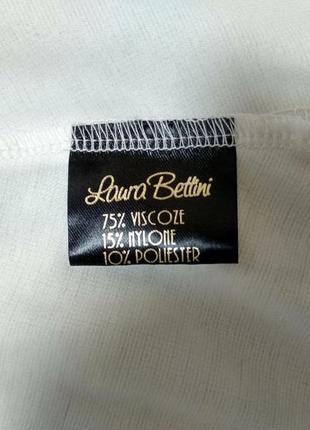 Laura Bettini
75% VISCOZE
15% NYLONE
10% POLIESTER